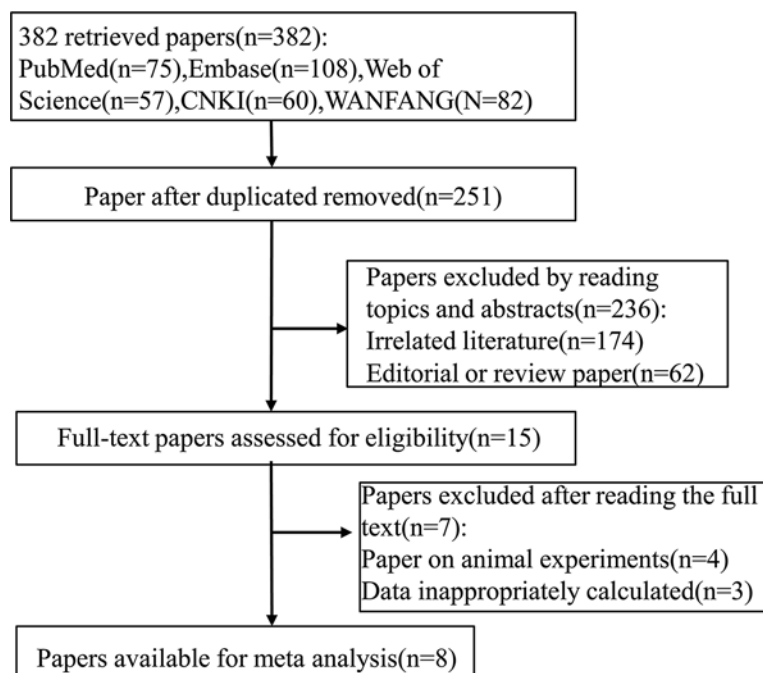 382 retrieved papers(n=382):
PubMed(n=75),Embase(n=108),Web of
Science(n=57),CNKI(n=60),WANFANG(N=82)
Paper after duplicated removed(n=251)
Papers excluded by reading
topics and abstracts(n=236):
Irrelated literature(n=174)
Editorial or review paper(n=62)
Full-text papers assessed for eligibility(n=15)
Papers excluded after reading the full
text(n=7):
Paper on animal experiments(n=4)
Data inappropriately calculated(n=3)
Papers available for meta analysis(n=8)